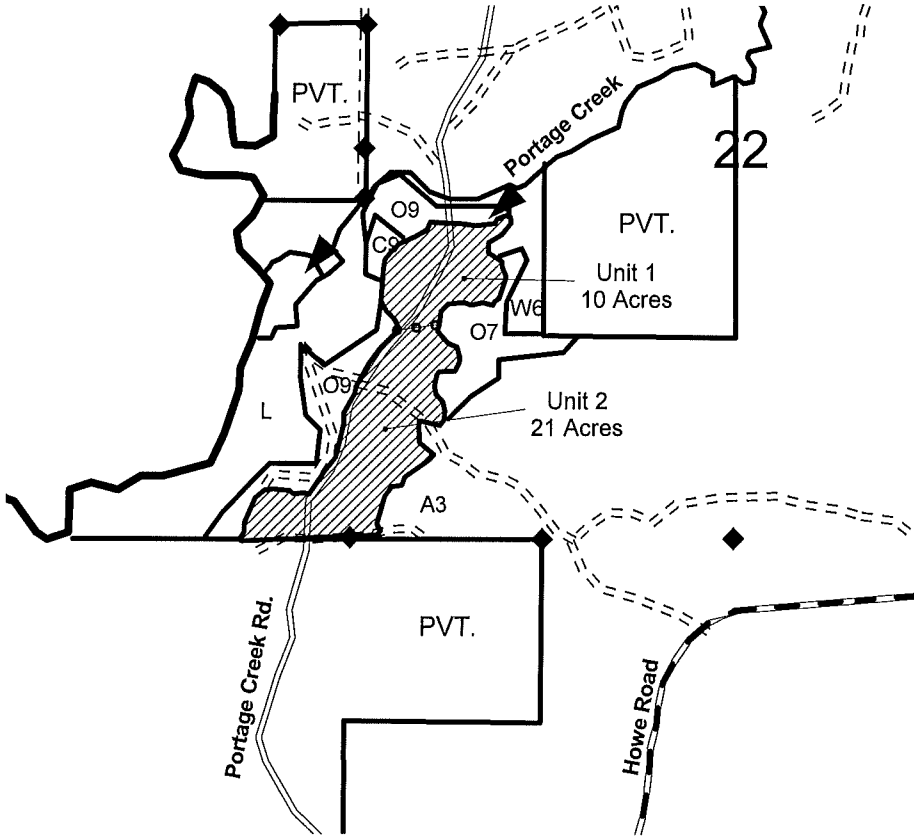 PVT.
Portage Creek
22
O9
C9
PVT.
Unit 1
10 Acres
W6
O7
O9
L
Unit 2
21 Acres
A3
PVT.
Portage Creek Rd.
Howe Road